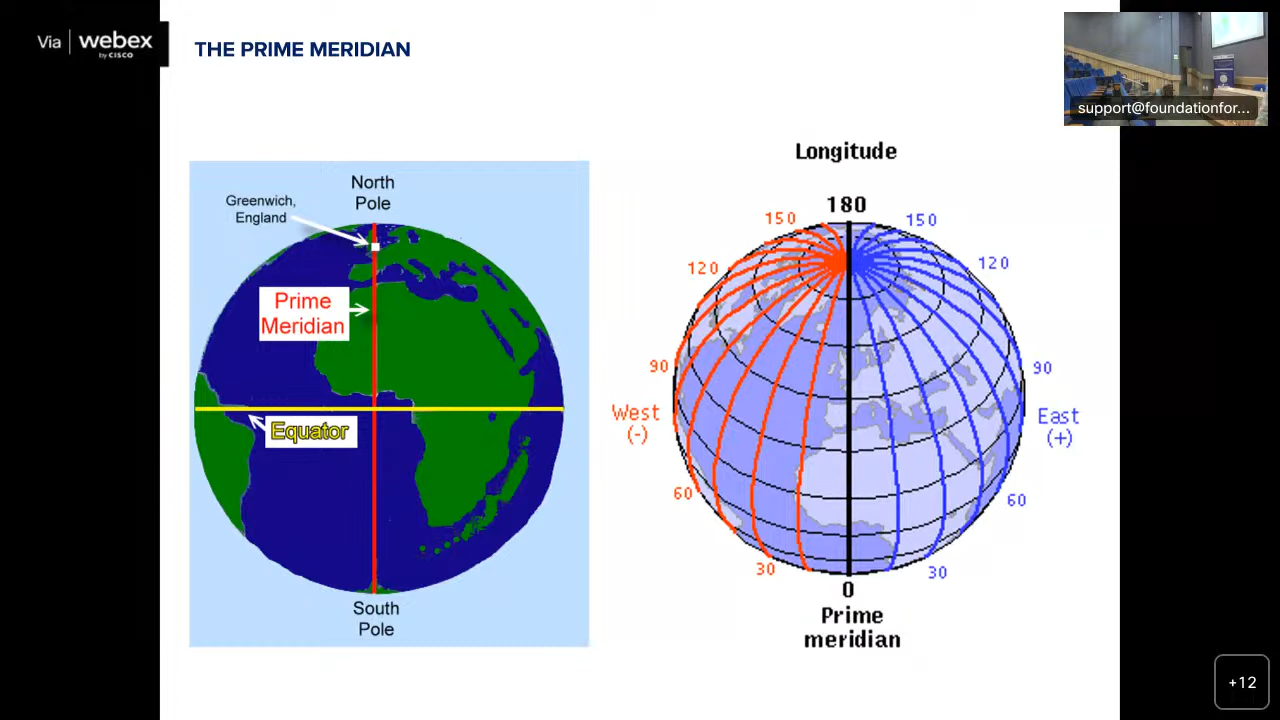 Via webex
by CISCO
THE PRIME MERIDIAN
support@foundationfor...
North
Pole
Greenwich,
England
Prime
Meridian
Equator
South
Pole
Longitude
180
150
150
120
120
90
90
West
(-)
East
(+)
60
60
30
30
0
Prime
meridian
+12